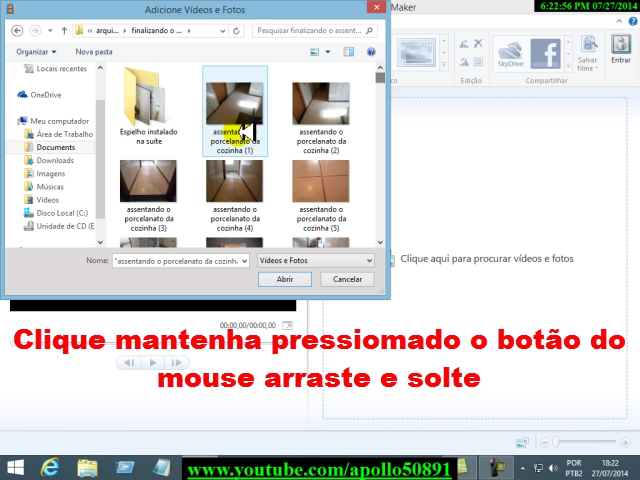 Adicione Vídeos e Fotos
Maker
6:22:56 PM 07/27/2014
« arqui...
finalizando o ...
Pesquisar finalizando o assent...
Organizar
Nova pasta
Locais recentes
OneDrive
Meu computador
Área de Trabalho
Documents
Downloads
Imagens
Músicas
Vídeos
Disco Local (C:)
Unidade de CD (E
Espelho instalado
na suíte
porcelanato da
cozinha (1)
assentando o
porcelanato da
cozinha (2)
assentando o
porcelanato da
cozinha (3)
assentando o
porcelanato da
cozinha (4)
assentando o
porcelanato da
cozinha (5)
Nome:
"assentando o porcelanato da cozinh
Vídeos e Fotos
Abrir
Cancelar
SkyDrive
Edição
Compartilhar
Salvar
filme
Entrar
Clique aqui para procurar vídeos e fotos
00:00,00/00:00,00
Clique mantenha pressiomado o botão do
mouse arraste e solte
www.youtube.com/apollo50891
POR
PTB2
18:22
27/07/2014